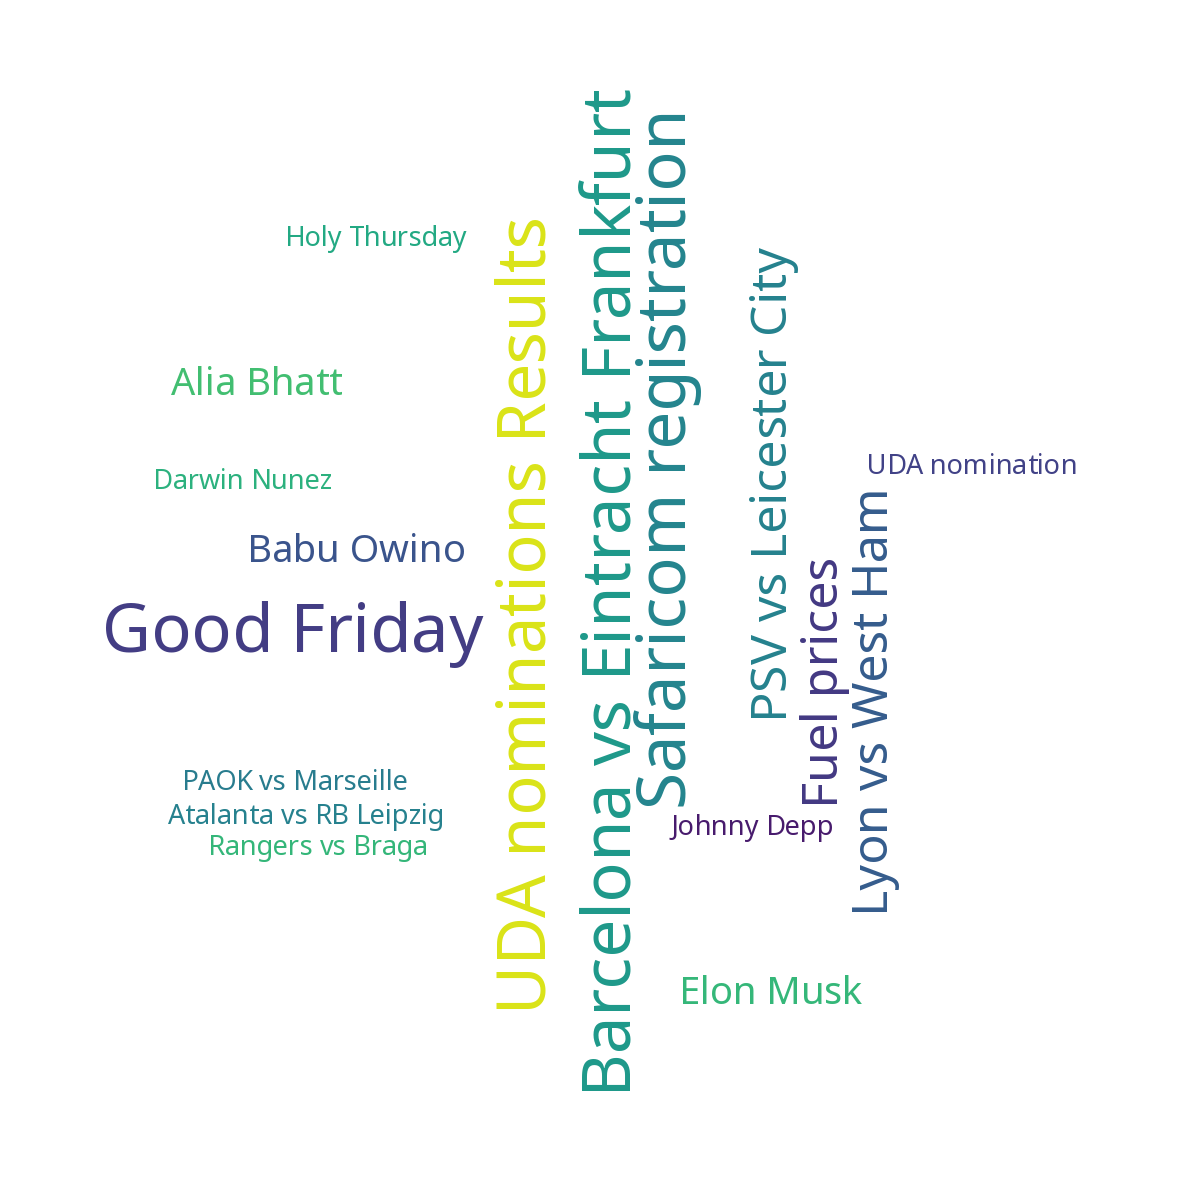 Holy Thursday
Alia Bhatt
Darwin Nunez
Babu Owino
Good Friday
PAOK vs Marseille
Atalanta vs RB Leipzig
Rangers vs Braga
UDA nominations Results
Barcelona vs Eintracht Frankfurt
Safaricom registration
PSV vs Leicester City
Fuel prices
Lyon vs West Ham
UDA nomination
Johnny Depp
Elon Musk